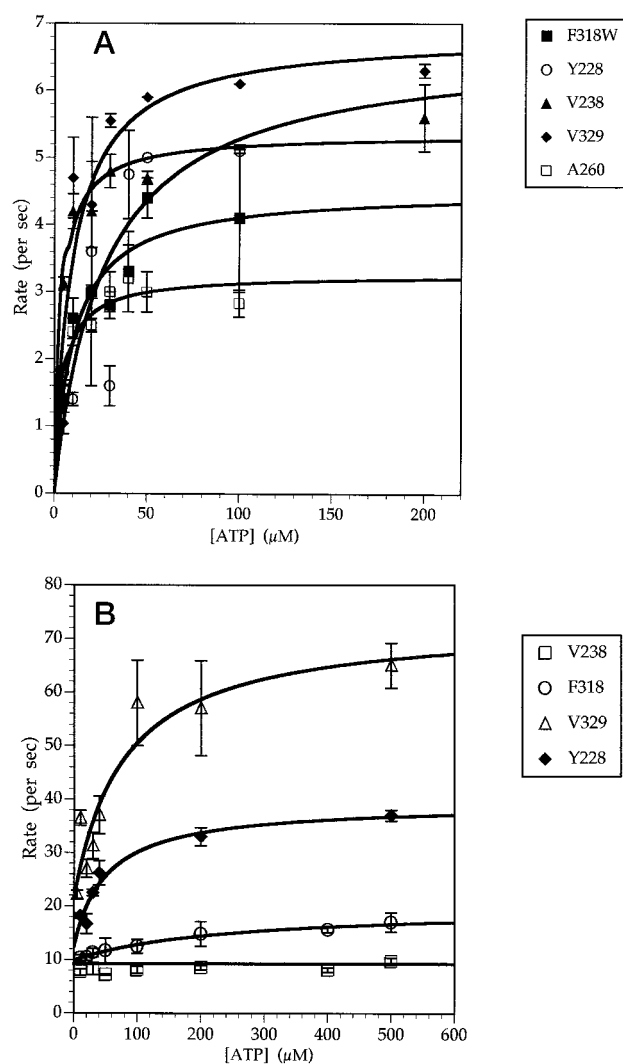 A
7
6
5
4
3
2
1
0
Rate (per sec)
0
50
100
150
200
[ATP] (µM)
F318W
Y228
V238
V329
A260
B
80
70
60
50
40
30
20
10
0
Rate (per sec)
0
100
200
300
400
500
600
[ATP] (µM)
V238
F318
V329
Y228